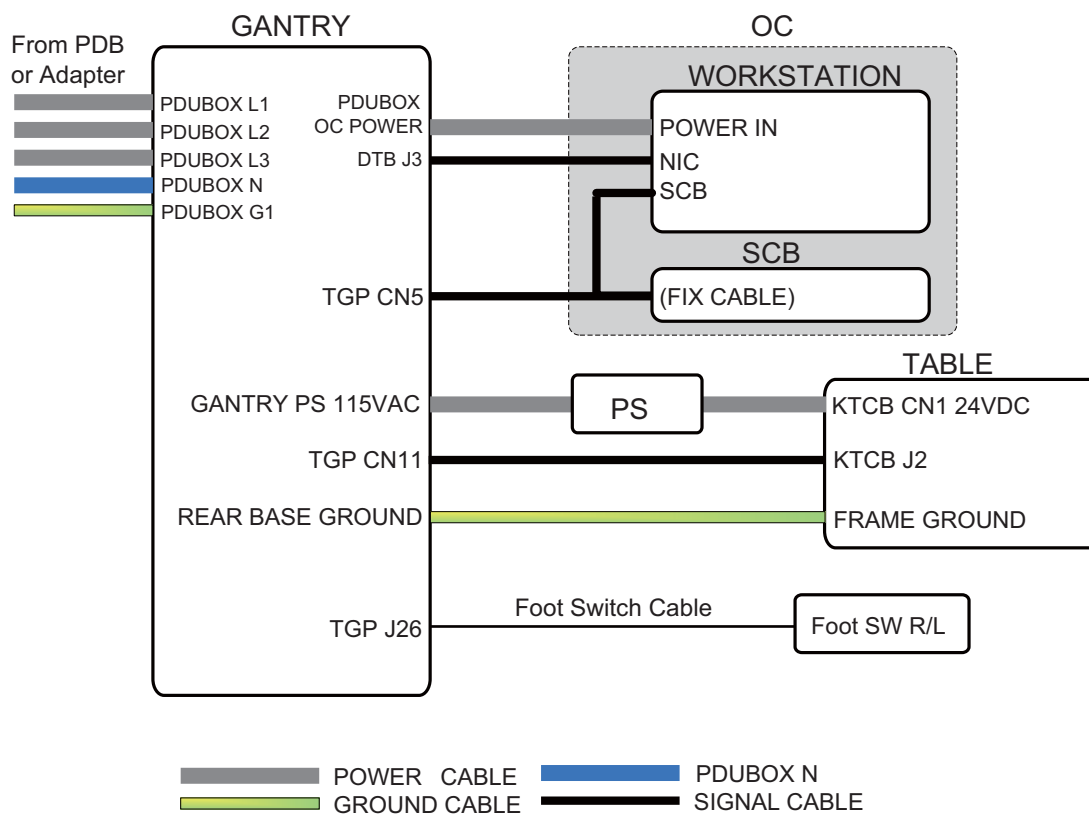 GANTRY
OC
From PDB
or Adapter
WORKSTATION
PDUBOX L1
PDUBOX L2
PDUBOX L3
PDUBOX N
PDUBOX G1
PDUBOX
OC POWER
DTB J3
POWER IN
NIC
SCB
SCB
TGP CN5
(FIX CABLE)
TABLE
GANTRY PS 115VAC
PS
KTCB CN1 24VDC
TGP CN11
KTCB J2
REAR BASE GROUND
FRAME GROUND
Foot Switch Cable
TGP J26
Foot SW R/L
POWER CABLE
PDUBOX N
GROUND CABLE
SIGNAL CABLE